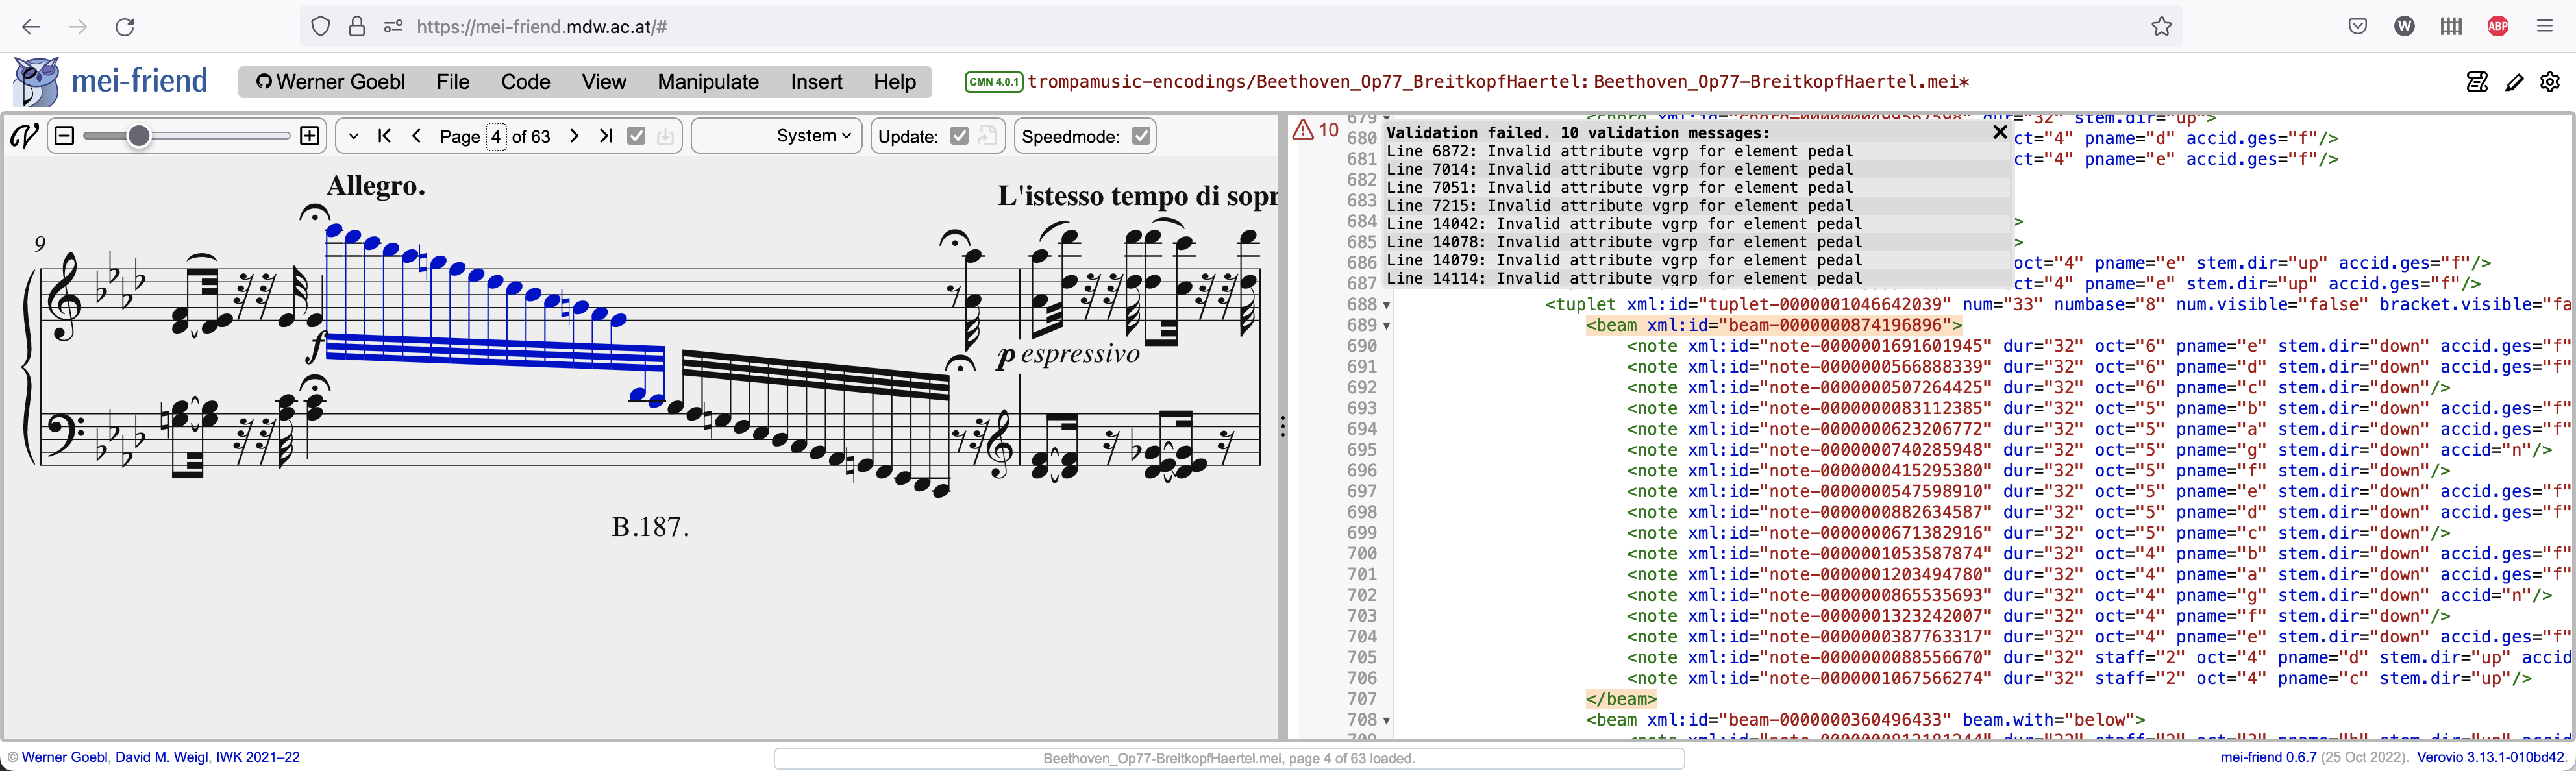 https://mei-friend.mdw.ac.at/#
W
ABP
mei-friend
Werner Goebl File Code View Manipulate Insert Help
CMN 4.0.1 trompamusic-encodings/Beethoven_Op77_BreitkopfHaertel: Beethoven_Op77-BreitkopfHaertel.mei*
Page 4 of 63 System Update: Speedmode:
Allegro.
L'istesso tempo di sopr
9
f
p espressivo
B.187.
10
Validation failed. 10 validation messages:
Line 6872: Invalid attribute vgrp for element pedal
Line 7014: Invalid attribute vgrp for element pedal
Line 7051: Invalid attribute vgrp for element pedal
Line 7215: Invalid attribute vgrp for element pedal
Line 14042: Invalid attribute vgrp for element pedal
Line 14078: Invalid attribute vgrp for element pedal
Line 14079: Invalid attribute vgrp for element pedal
Line 14114: Invalid attribute vgrp for element pedal
679 "32" stem.dir="up">
680 ct="4" pname="d" accid.ges="f"/>
681 ct="4" pname="e" accid.ges="f"/>
682
683
684 >
685 >
686 oct="4" pname="e" stem.dir="up" accid.ges="f"/>
687 oct="4" pname="e" stem.dir="up" accid.ges="f"/>
688 <tuplet xml:id="tuplet-0000001046642039" num="33" numbase="8" num.visible="false" bracket.visible="fa
689 <beam xml:id="beam-0000000874196896">
690 <note xml:id="note-0000001691601945" dur="32" oct="6" pname="e" stem.dir="down" accid.ges="f"
691 <note xml:id="note-0000000566888339" dur="32" oct="6" pname="d" stem.dir="down" accid.ges="f"
692 <note xml:id="note-0000000507264425" dur="32" oct="6" pname="c" stem.dir="down"/>
693 <note xml:id="note-0000000083112385" dur="32" oct="5" pname="b" stem.dir="down" accid.ges="f"
694 <note xml:id="note-0000000623206772" dur="32" oct="5" pname="a" stem.dir="down" accid.ges="f"
695 <note xml:id="note-0000000740285948" dur="32" oct="5" pname="g" stem.dir="down" accid="n"/>
696 <note xml:id="note-0000000415295380" dur="32" oct="5" pname="f" stem.dir="down"/>
697 <note xml:id="note-0000000547598910" dur="32" oct="5" pname="e" stem.dir="down" accid.ges="f"
698 <note xml:id="note-0000000882634587" dur="32" oct="5" pname="d" stem.dir="down" accid.ges="f"
699 <note xml:id="note-0000000671382916" dur="32" oct="5" pname="c" stem.dir="down"/>
700 <note xml:id="note-0000001053587874" dur="32" oct="4" pname="b" stem.dir="down" accid.ges="f"
701 <note xml:id="note-0000001203494780" dur="32" oct="4" pname="a" stem.dir="down" accid.ges="f"
702 <note xml:id="note-0000000865535693" dur="32" oct="4" pname="g" stem.dir="down" accid="n"/>
703 <note xml:id="note-0000001323242007" dur="32" oct="4" pname="f" stem.dir="down"/>
704 <note xml:id="note-0000000387763317" dur="32" oct="4" pname="e" stem.dir="down" accid.ges="f"
705 <note xml:id="note-0000000088556670" dur="32" staff="2" oct="4" pname="d" stem.dir="up" accid
706 <note xml:id="note-0000001067566274" dur="32" staff="2" oct="4" pname="c" stem.dir="up"/>
707 </beam>
708 <beam xml:id="beam-0000000360496433" beam.with="below">
© Werner Goebl, David M. Weigl, IWK 2021–22
Beethoven_Op77-BreitkopfHaertel.mei, page 4 of 63 loaded.
mei-friend 0.6.7 (25 Oct 2022). Verovio 3.13.1-010bd42.